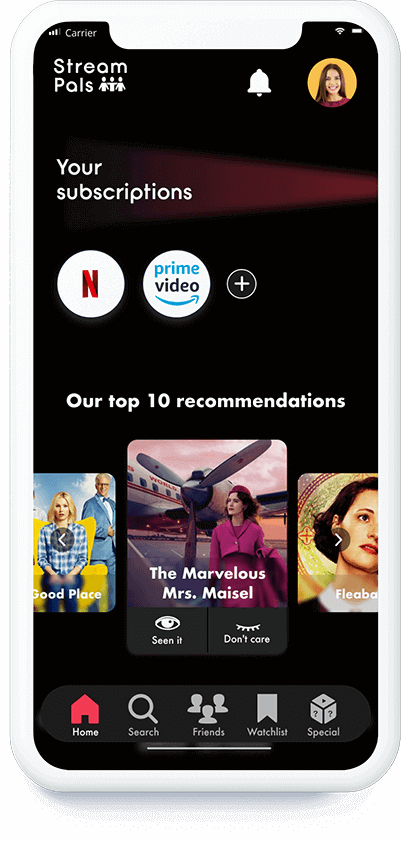 Carrier
Stream
Pals
Your
subscriptions
N
prime
video
Our top 10 recommendations
WORLD
Good Place
The Marvelous
Mrs. Maisel
Fleaba
Seen it
Don't care
? ?
Home
Search
Friends
Watchlist
Special